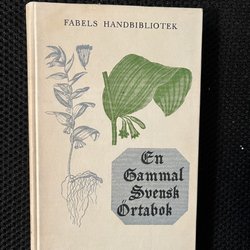 FABELS HANDBIBLIOTEK
En
Gammal
Svensk
Örtabok